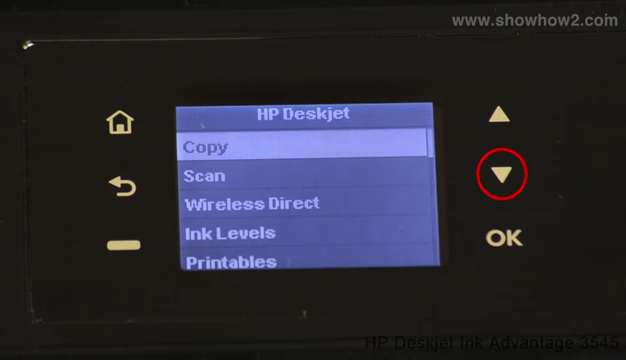 www.showhow2.com
HP Deskjet
Copy
Scan
Wireless Direct
Ink Levels
Printables
OK
HP Deskjet Ink Advantage 3545